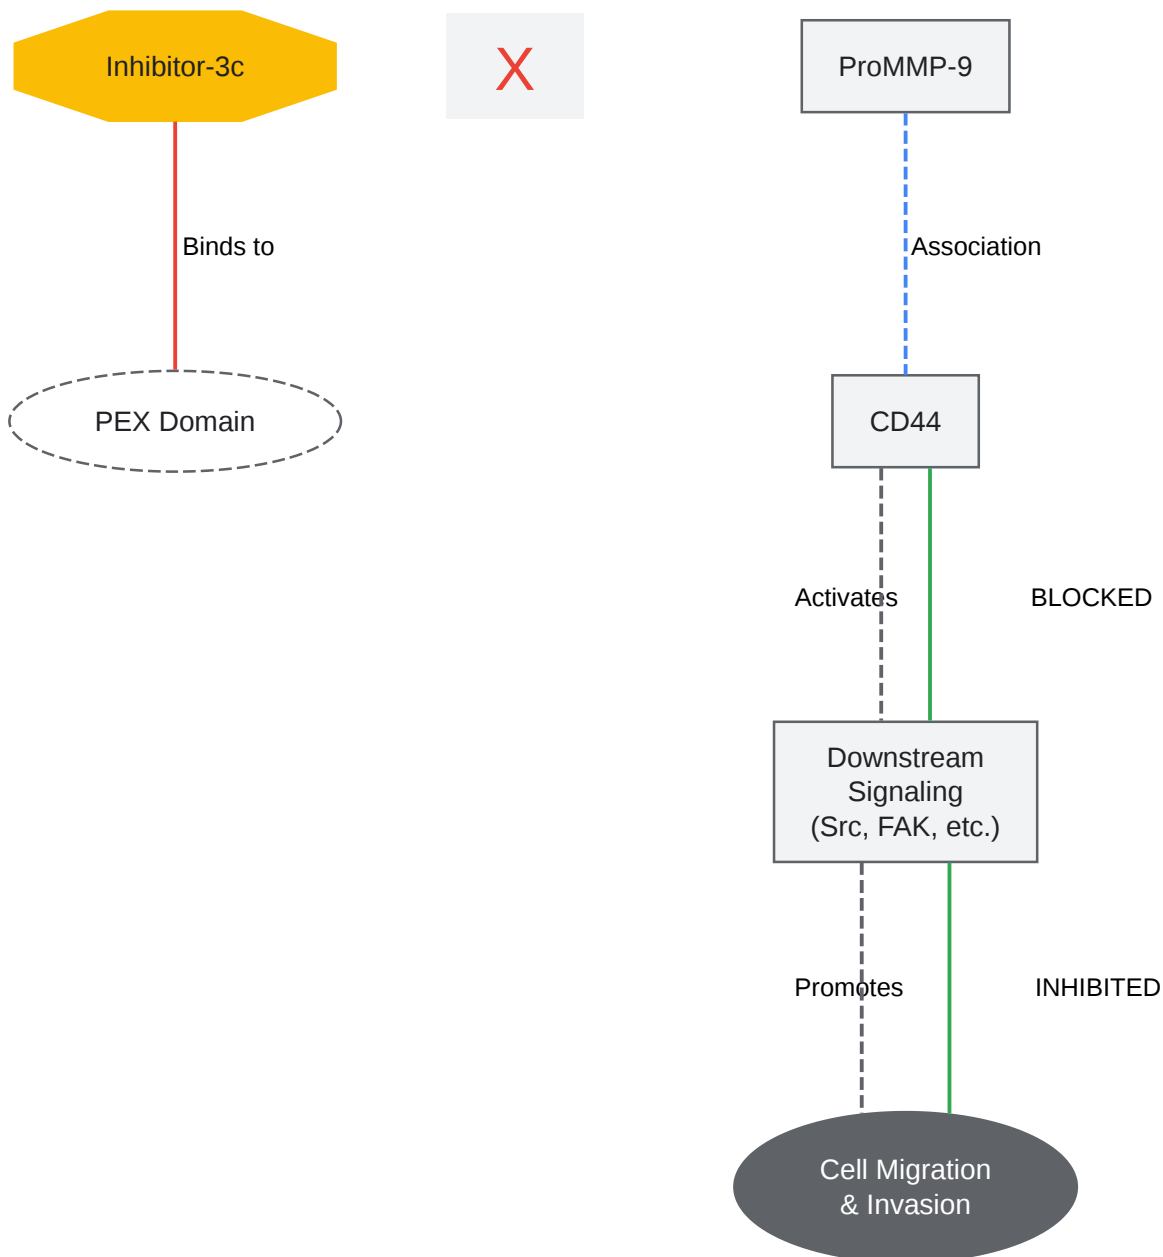 Inhibitor-3c
X
ProMMP-9
Binds to
Association
PEX Domain
CD44
Activates
BLOCKED
Downstream
Signaling
(Src, FAK, etc.)
Promotes
INHIBITED
Cell Migration
& Invasion